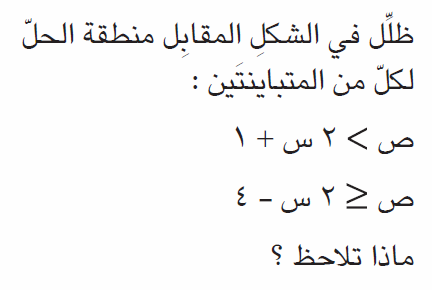 ظلِّل في الشكلِ المقابِل منطقة الحلّ
لكلّ من المتباينتَين :
ص < ٢ س + ١
ص ≤ ٢ س – ٤
ماذا تلاحظ ؟